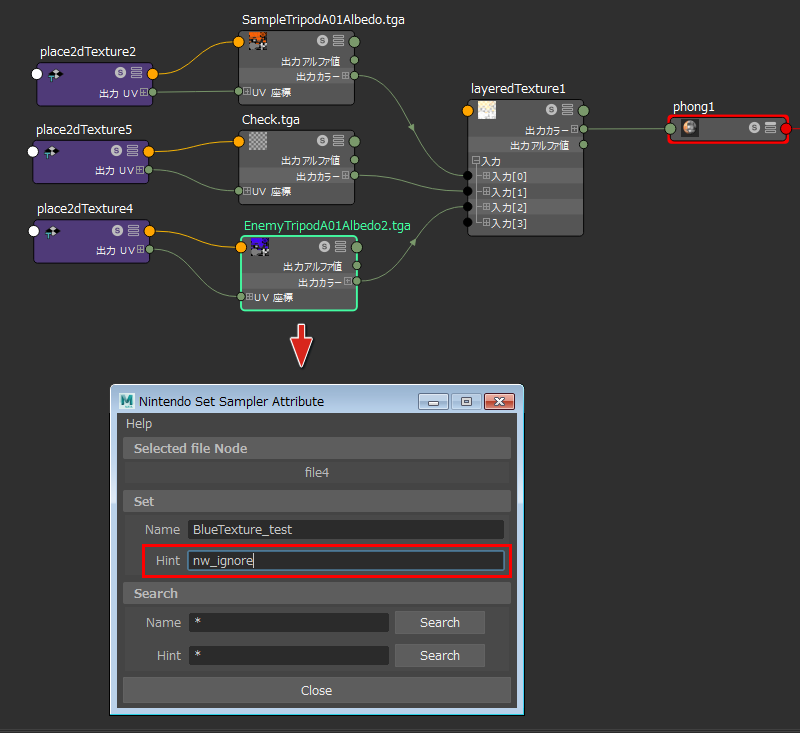 SampleTripodA01Albedo.tga
place2dTexture2
S
出力 UV
S
出力アルファ値
出力カラー
UV 座標
Check.tga
place2dTexture5
S
出力 UV
S
出力アルファ値
出力カラー
UV 座標
place2dTexture4
S
出力 UV
EnemyTripodA01Albedo2.tga
S
出力アルファ値
出力カラー
UV 座標
layeredTexture1
S
出力カラー
出力アルファ値
入力
入力[0]
入力[1]
入力[2]
入力[3]
phong1
S
M Nintendo Set Sampler Attribute
Help
Selected file Node
file4
Set
Name BlueTexture_test
Hint nw_ignore
Search
Name * Search
Hint * Search
Close